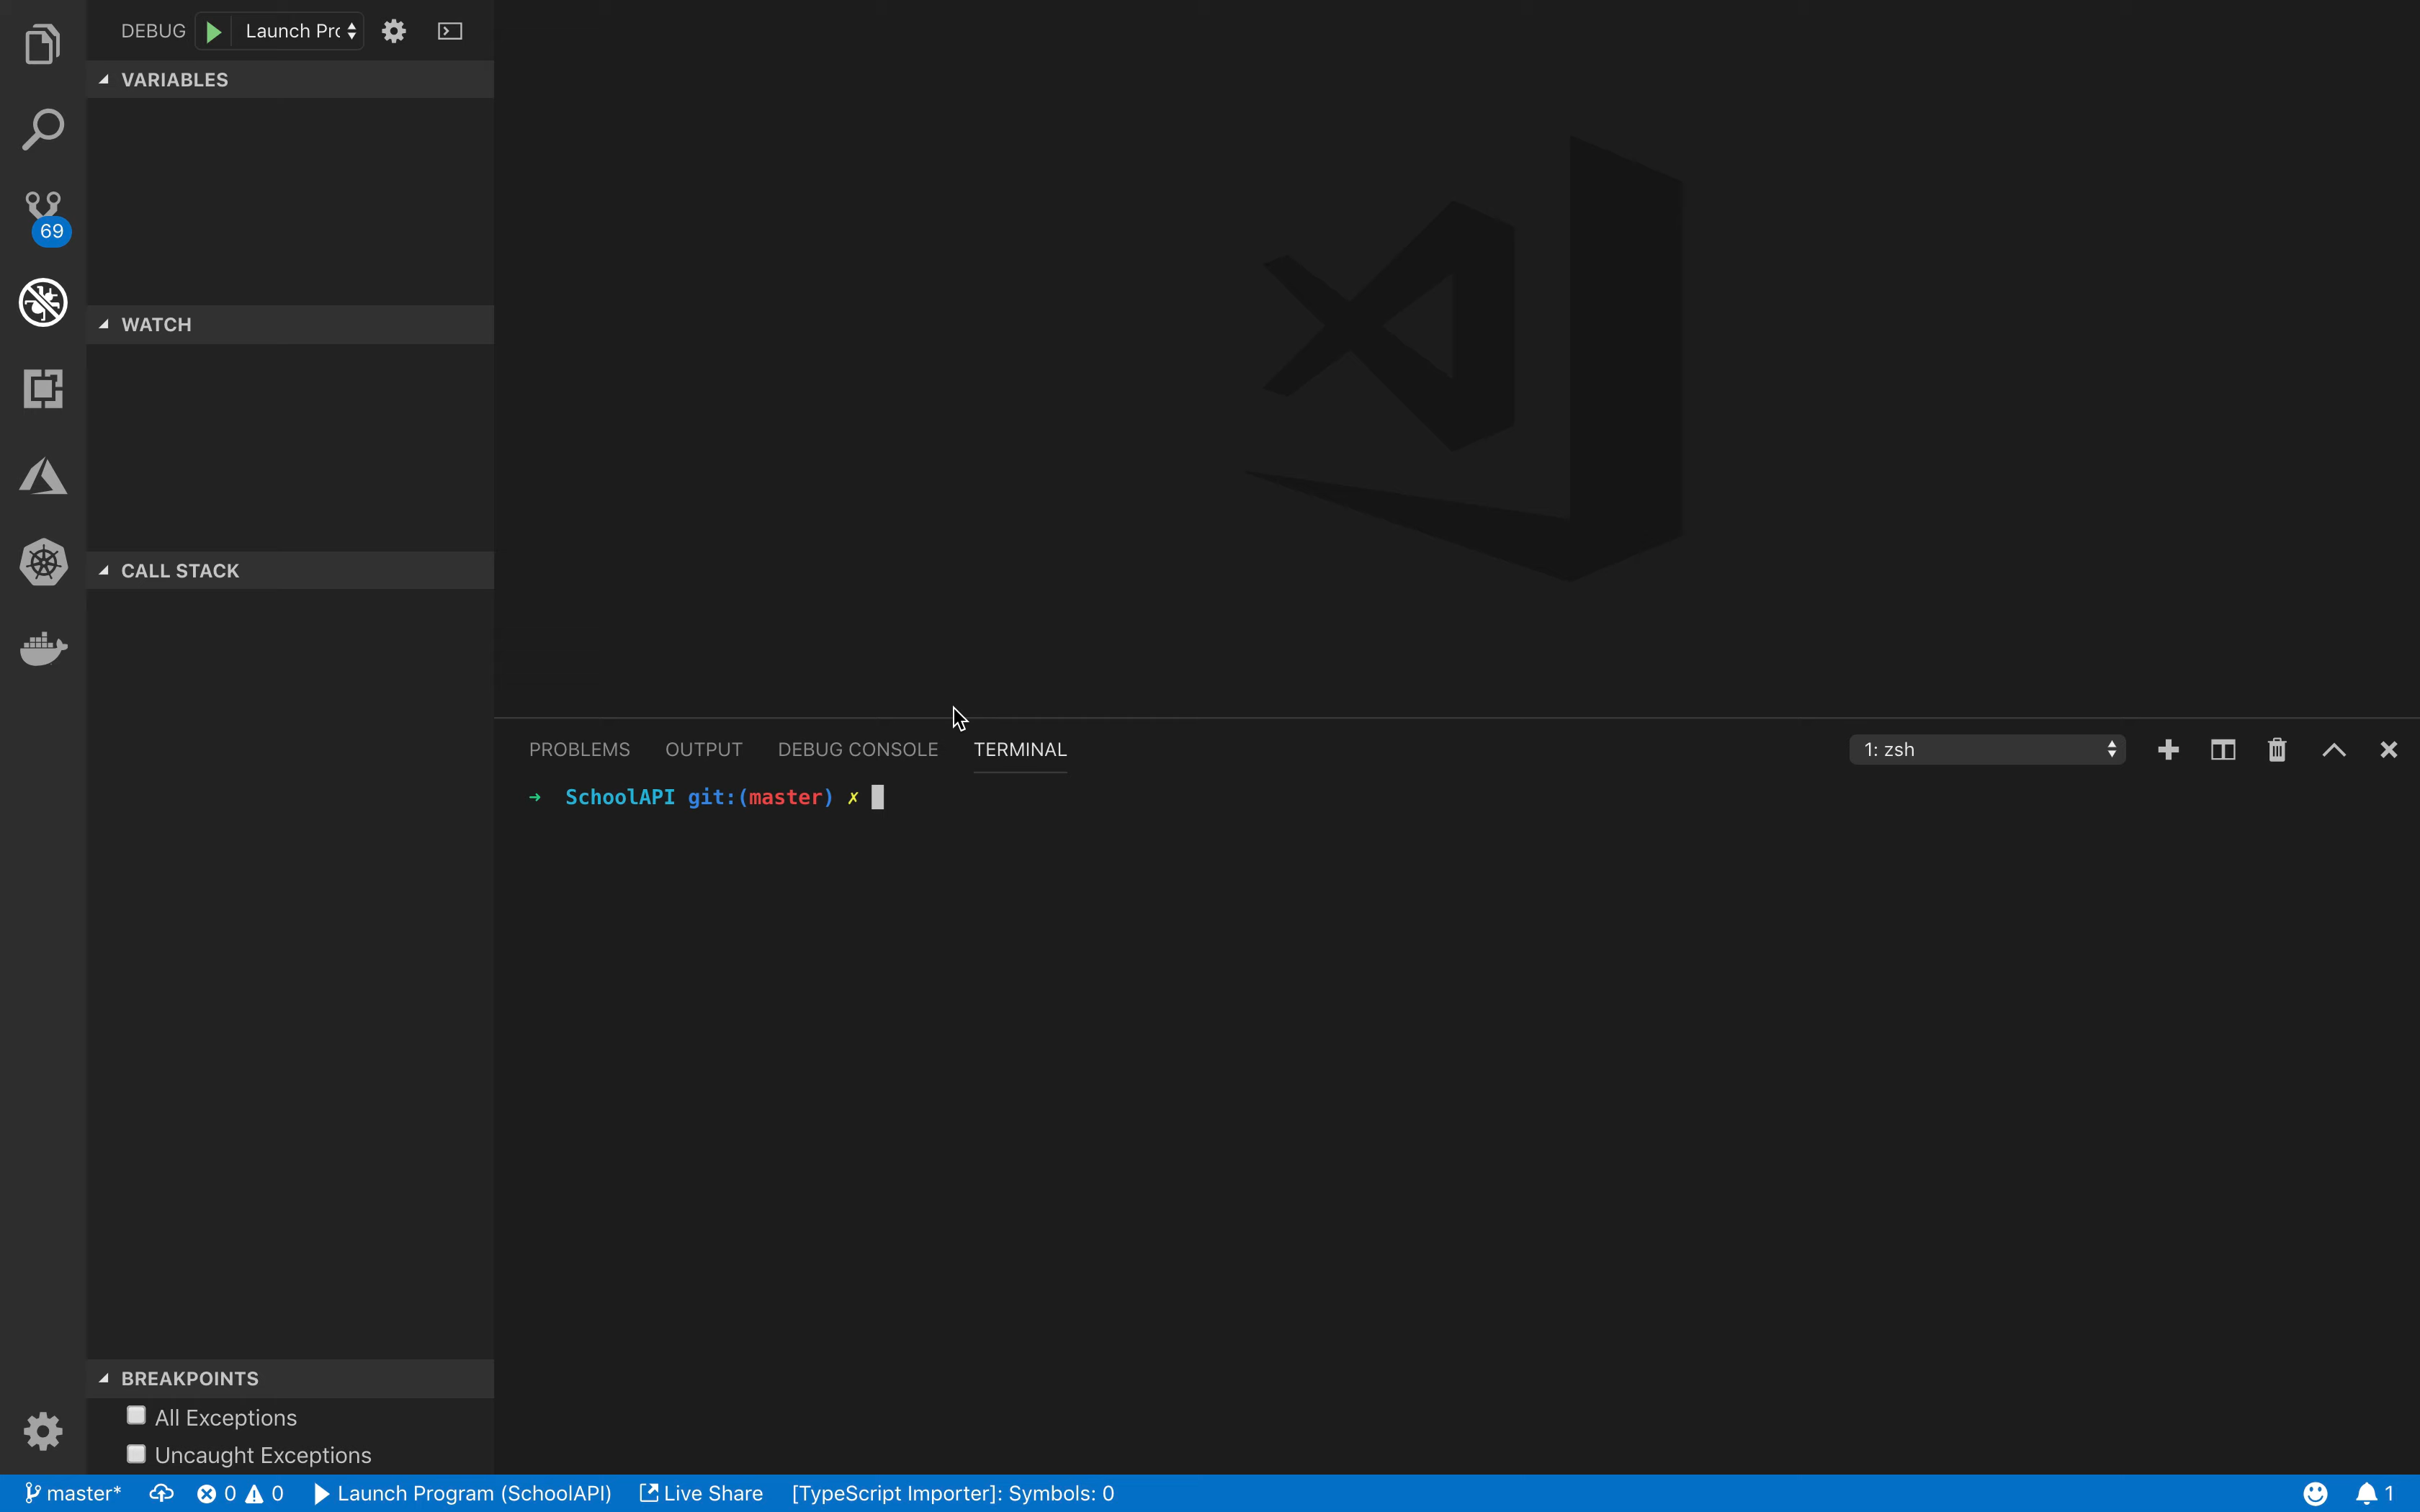 DEBUG Launch Pro
VARIABLES
69
WATCH
CALL STACK
PROBLEMS OUTPUT DEBUG CONSOLE TERMINAL 1: zsh
➜ SchoolAPI git:(master) ✗
BREAKPOINTS
All Exceptions
Uncaught Exceptions
master* 0 0 Launch Program (SchoolAPI) Live Share [TypeScript Importer]: Symbols: 0 1